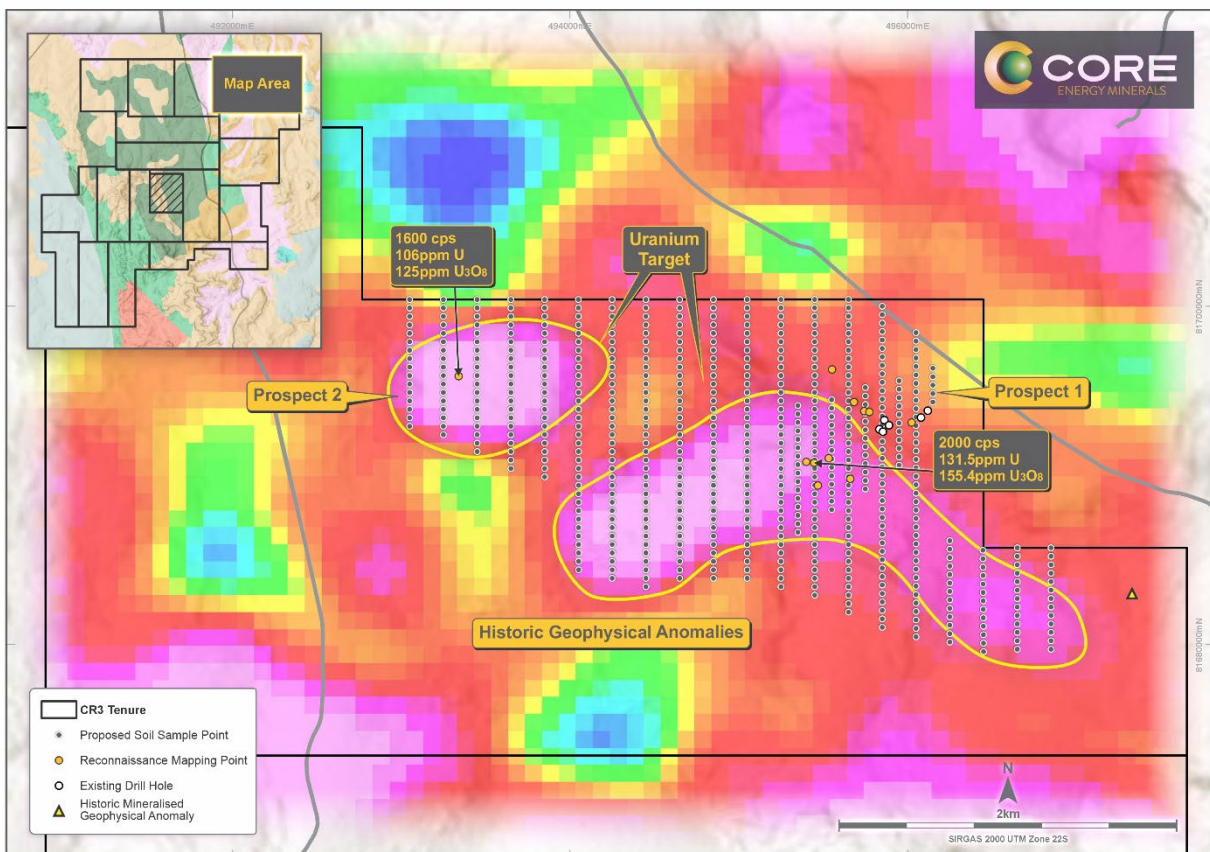 492000mE
494000mE
496000mE
Map Area
CORE
ENERGY MINERALS
1600 cps
106ppm U
125ppm U₃O₈
Uranium
Target
8170000mN
Prospect 2
Prospect 1
2000 cps
131.5ppm U
155.4ppm U₃O₈
Historic Geophysical Anomalies
8168000mN
CR3 Tenure
Proposed Soil Sample Point
Reconnaissance Mapping Point
Existing Drill Hole
Historic Mineralised
Geophysical Anomaly
N
2km
SIRGAS 2000 UTM Zone 22S